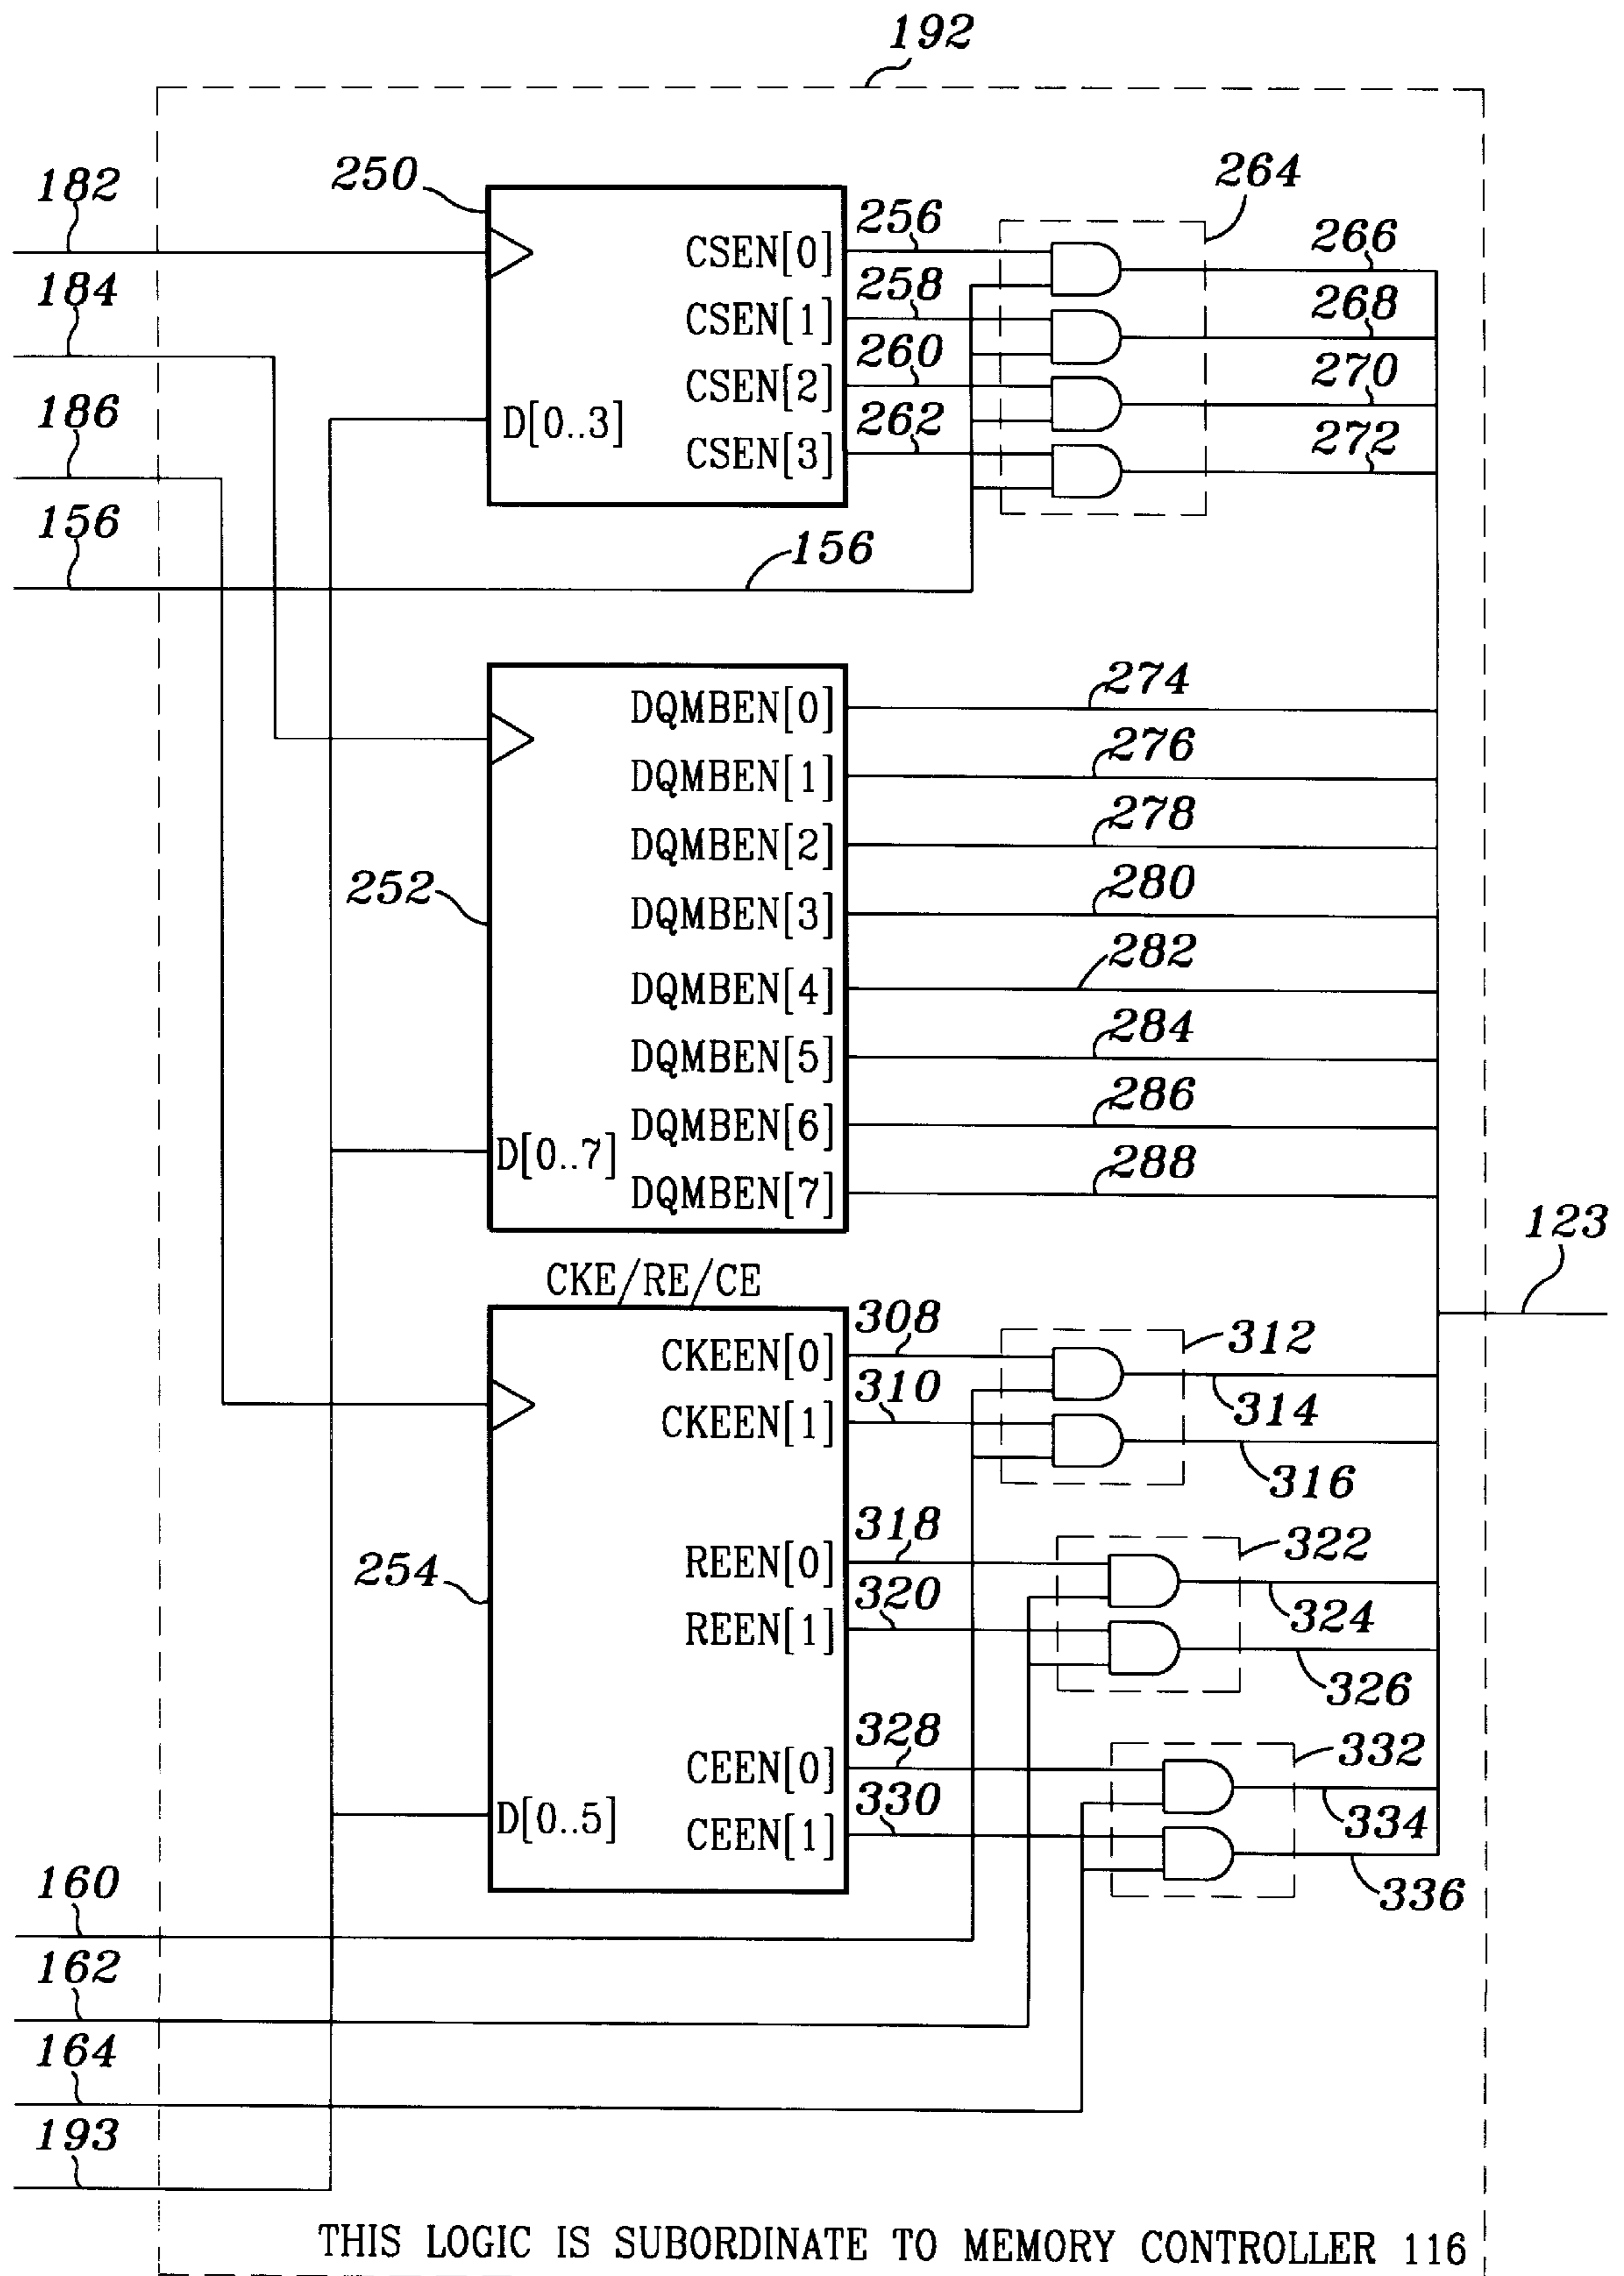 192
182
250
264
CSEN[0]
256
266
184
CSEN[1]
258
268
CSEN[2]
260
270
186
D[0..3]
CSEN[3]
262
272
156
156
DQMBEN[0]
274
DQMBEN[1]
276
DQMBEN[2]
278
252
DQMBEN[3]
280
DQMBEN[4]
282
DQMBEN[5]
284
DQMBEN[6]
286
D[0..7]
DQMBEN[7]
288
123
CKE/RE/CE
CKEEN[0]
308
312
314
CKEEN[1]
310
316
254
REEN[0]
318
322
324
REEN[1]
320
326
CEEN[0]
328
332
334
D[0..5]
CEEN[1]
330
336
160
162
164
193
THIS LOGIC IS SUBORDINATE TO MEMORY CONTROLLER 116